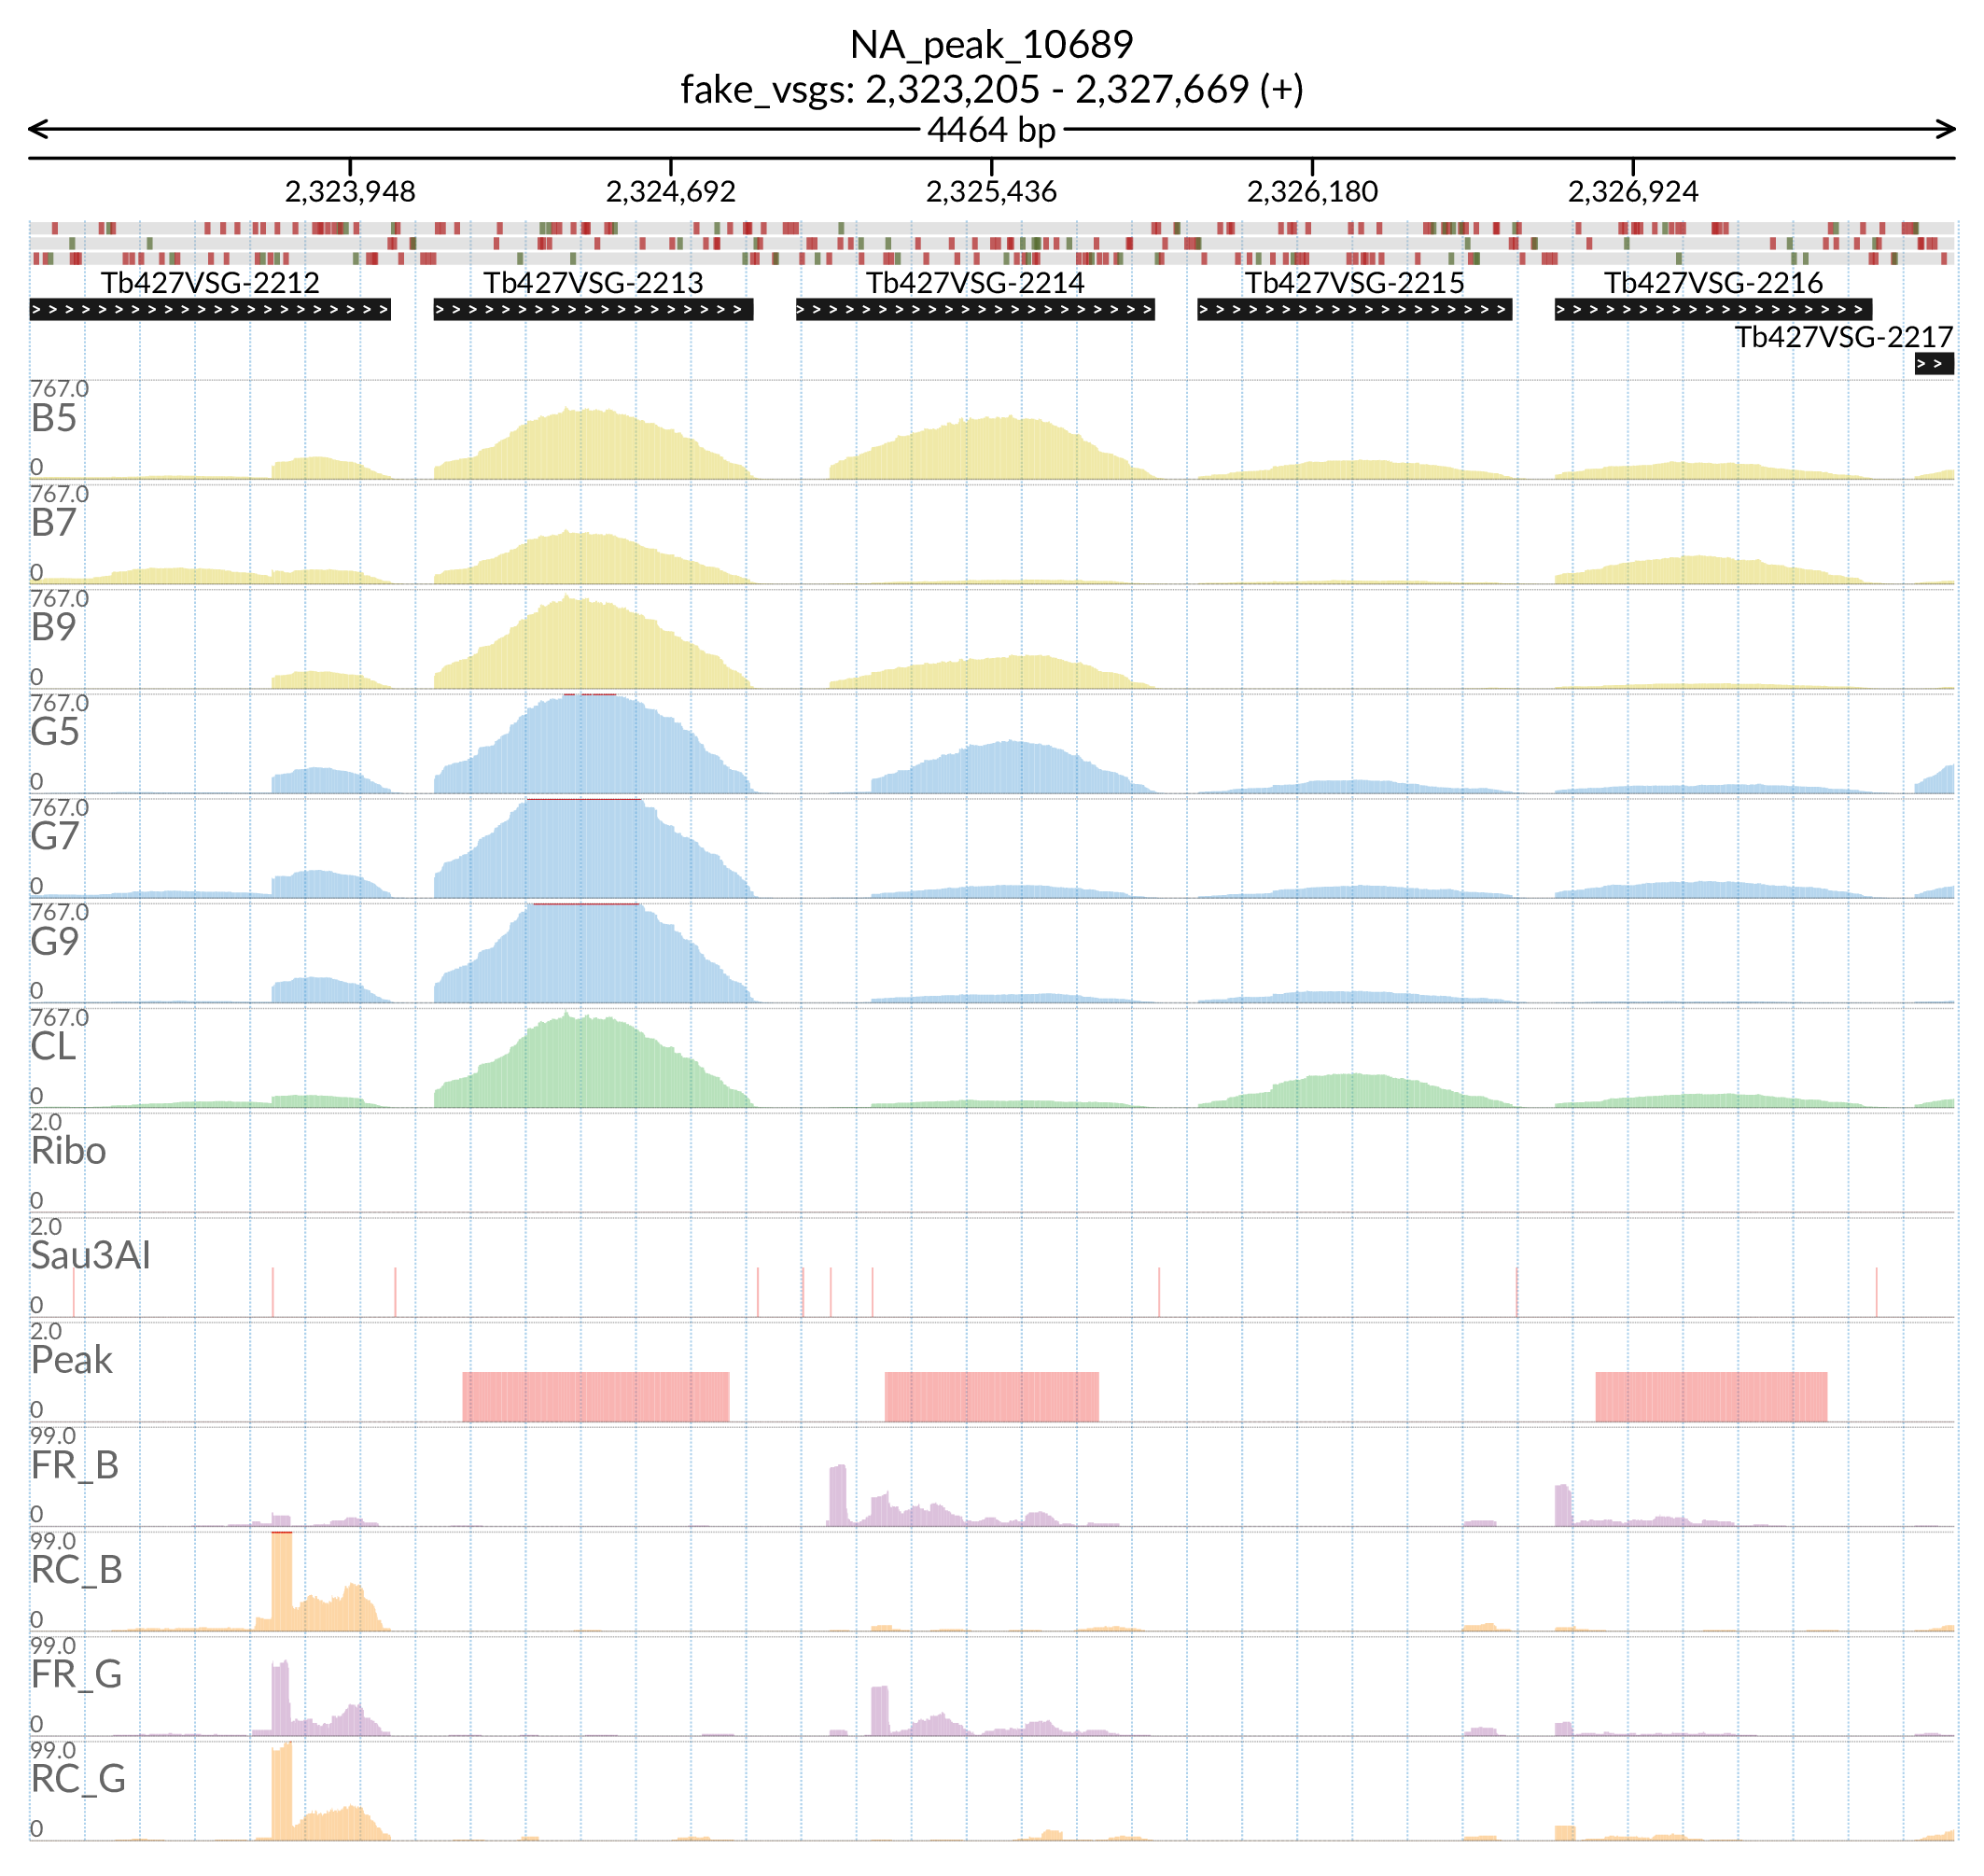 NA_peak_10689
fake_vsgs: 2,323,205 - 2,327,669 (+)
4464 bp
2,323,948 2,324,692 2,325,436 2,326,180 2,326,924
Tb427VSG-2212 Tb427VSG-2213 Tb427VSG-2214 Tb427VSG-2215 Tb427VSG-2216
Tb427VSG-2217
767.0
B5
0
767.0
B7
0
767.0
B9
0
767.0
G5
0
767.0
G7
0
767.0
G9
0
767.0
CL
0
2.0
Ribo
0
2.0
Sau3AI
0
2.0
Peak
0
99.0
FR_B
0
99.0
RC_B
0
99.0
FR_G
0
99.0
RC_G
0